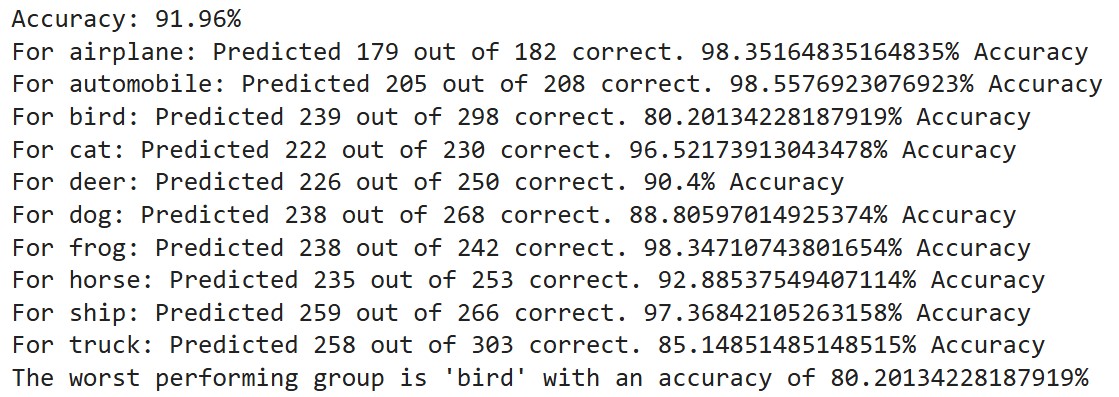 Accuracy: 91.96%
For airplane: Predicted 179 out of 182 correct. 98.35164835164835% Accuracy
For automobile: Predicted 205 out of 208 correct. 98.5576923076923% Accuracy
For bird: Predicted 239 out of 298 correct. 80.20134228187919% Accuracy
For cat: Predicted 222 out of 230 correct. 96.52173913043478% Accuracy
For deer: Predicted 226 out of 250 correct. 90.4% Accuracy
For dog: Predicted 238 out of 268 correct. 88.80597014925374% Accuracy
For frog: Predicted 238 out of 242 correct. 98.34710743801654% Accuracy
For horse: Predicted 235 out of 253 correct. 92.88537549407114% Accuracy
For ship: Predicted 259 out of 266 correct. 97.36842105263158% Accuracy
For truck: Predicted 258 out of 303 correct. 85.14851485148515% Accuracy
The worst performing group is 'bird' with an accuracy of 80.20134228187919%